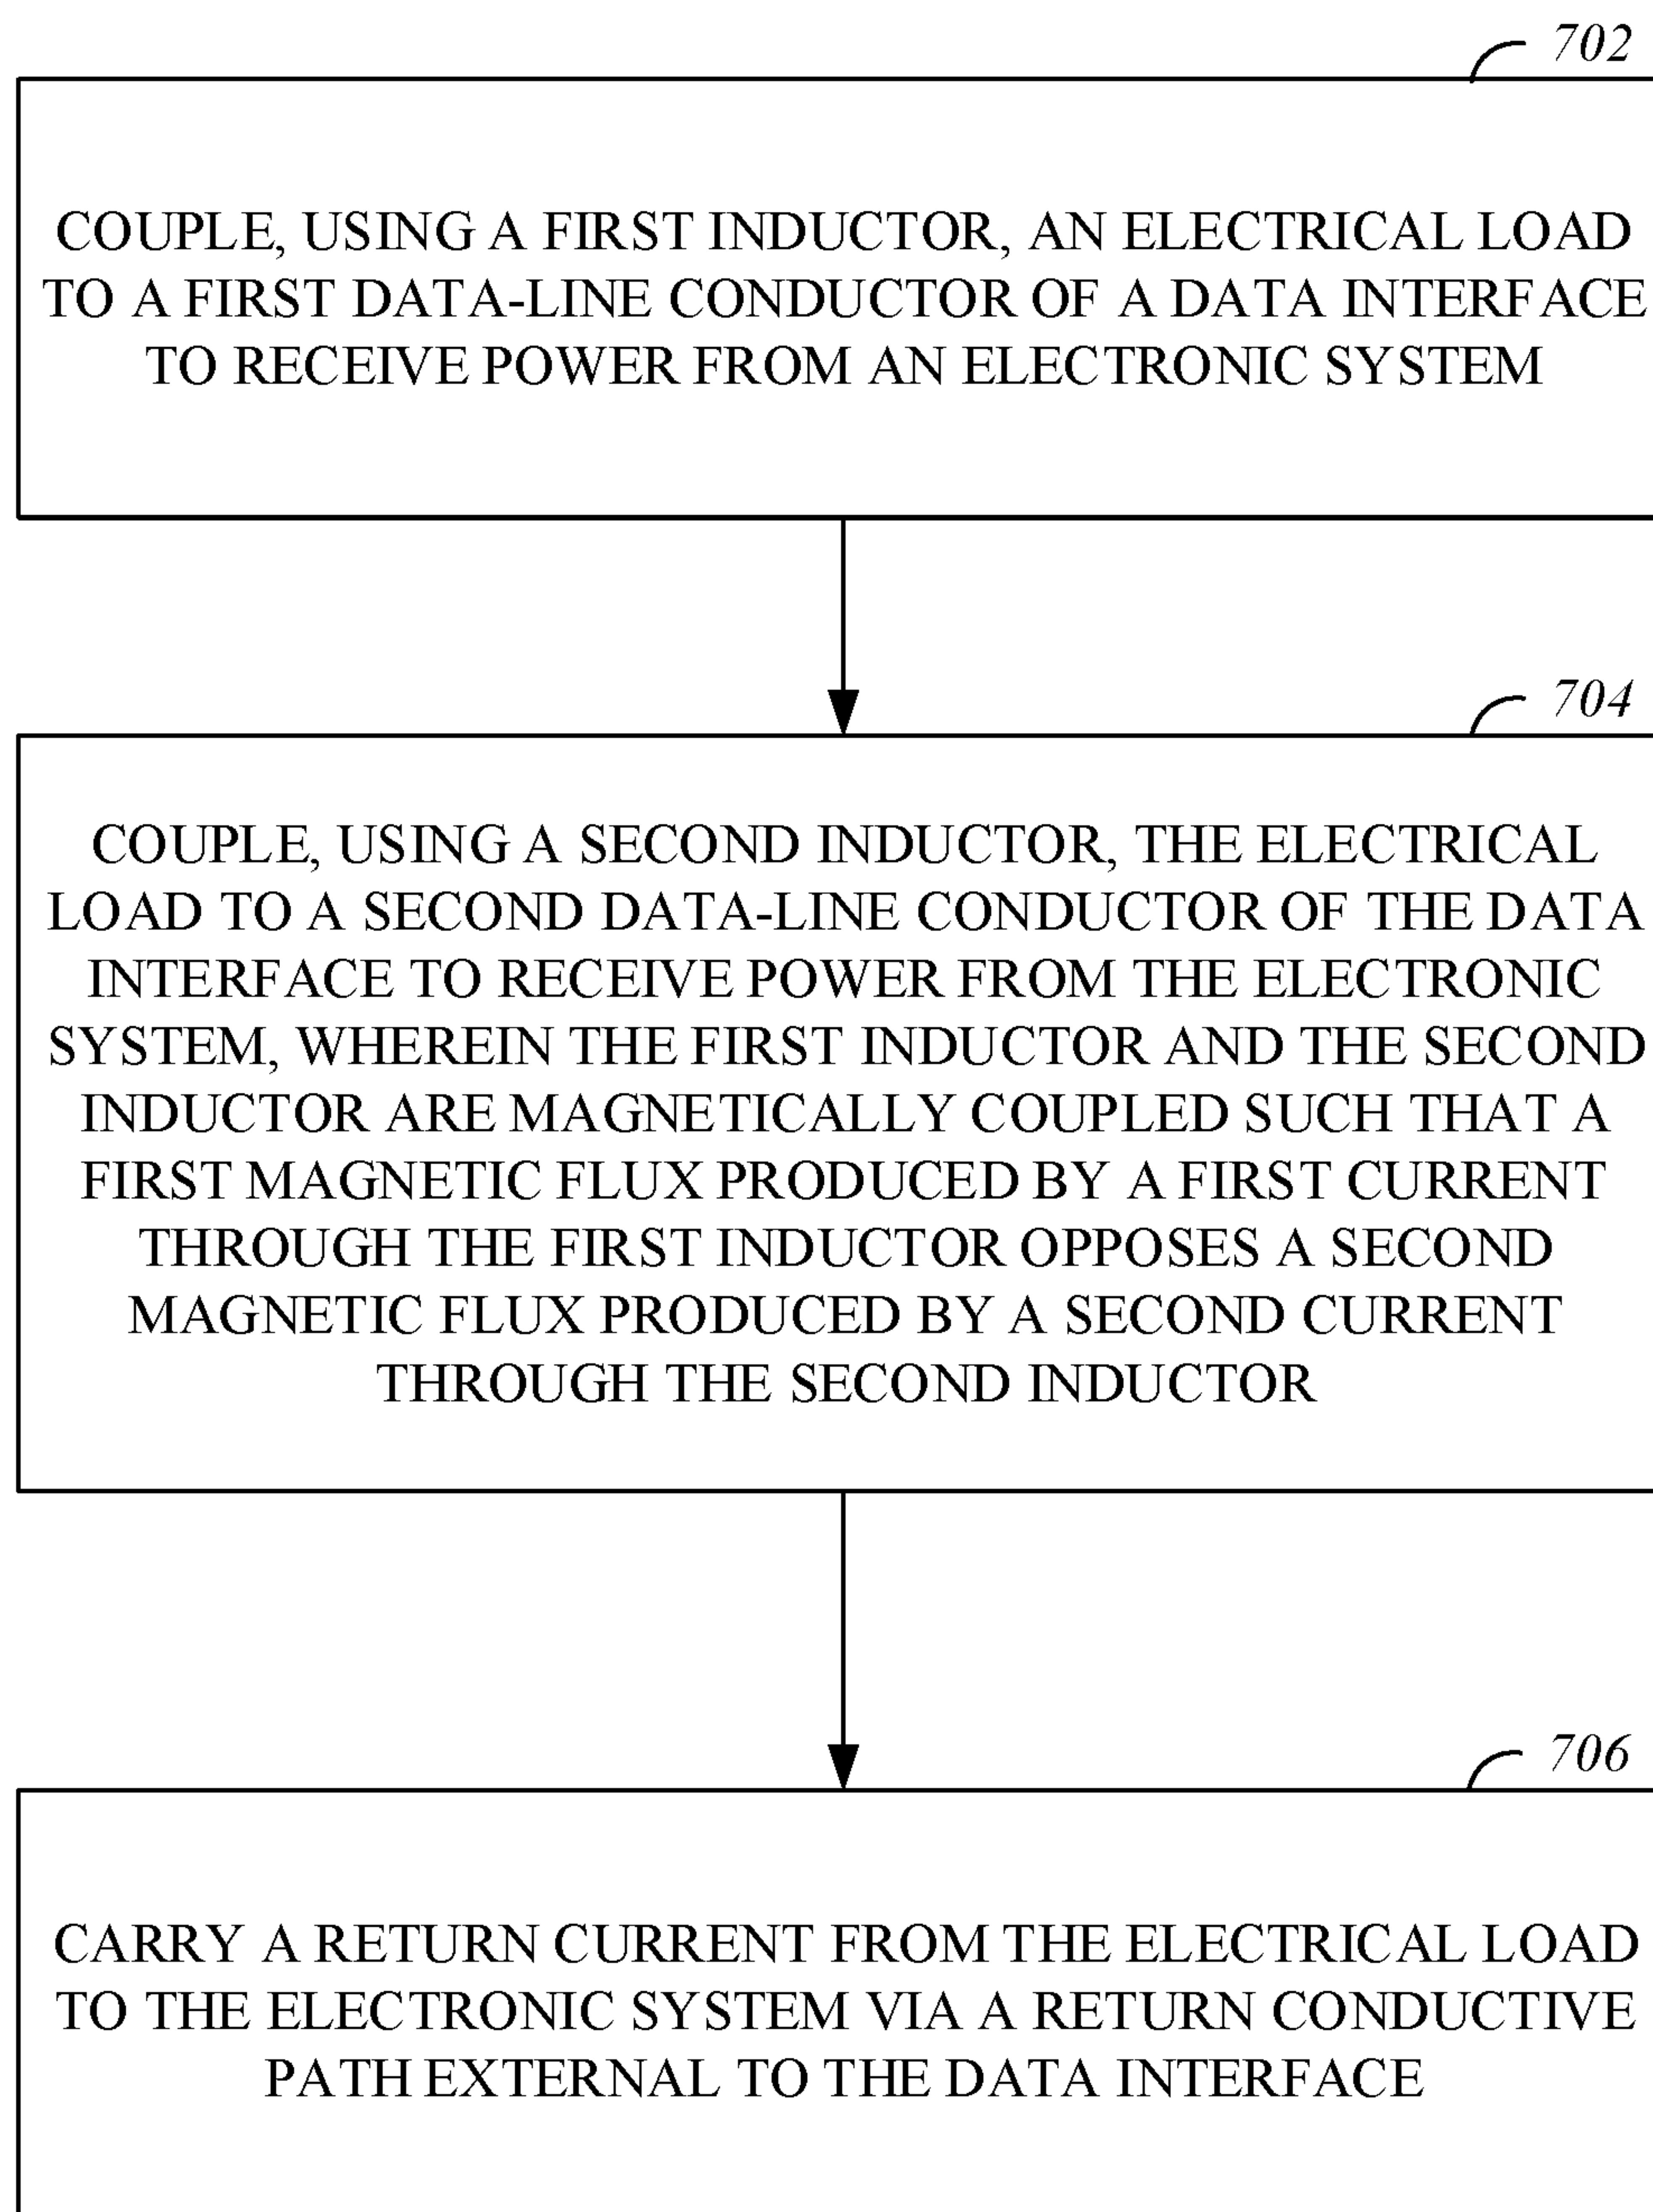 702
COUPLE, USING A FIRST INDUCTOR, AN ELECTRICAL LOAD
TO A FIRST DATA-LINE CONDUCTOR OF A DATA INTERFACE
TO RECEIVE POWER FROM AN ELECTRONIC SYSTEM
704
COUPLE, USING A SECOND INDUCTOR, THE ELECTRICAL
LOAD TO A SECOND DATA-LINE CONDUCTOR OF THE DATA
INTERFACE TO RECEIVE POWER FROM THE ELECTRONIC
SYSTEM, WHEREIN THE FIRST INDUCTOR AND THE SECOND
INDUCTOR ARE MAGNETICALLY COUPLED SUCH THAT A
FIRST MAGNETIC FLUX PRODUCED BY A FIRST CURRENT
THROUGH THE FIRST INDUCTOR OPPOSES A SECOND
MAGNETIC FLUX PRODUCED BY A SECOND CURRENT
THROUGH THE SECOND INDUCTOR
706
CARRY A RETURN CURRENT FROM THE ELECTRICAL LOAD
TO THE ELECTRONIC SYSTEM VIA A RETURN CONDUCTIVE
PATH EXTERNAL TO THE DATA INTERFACE